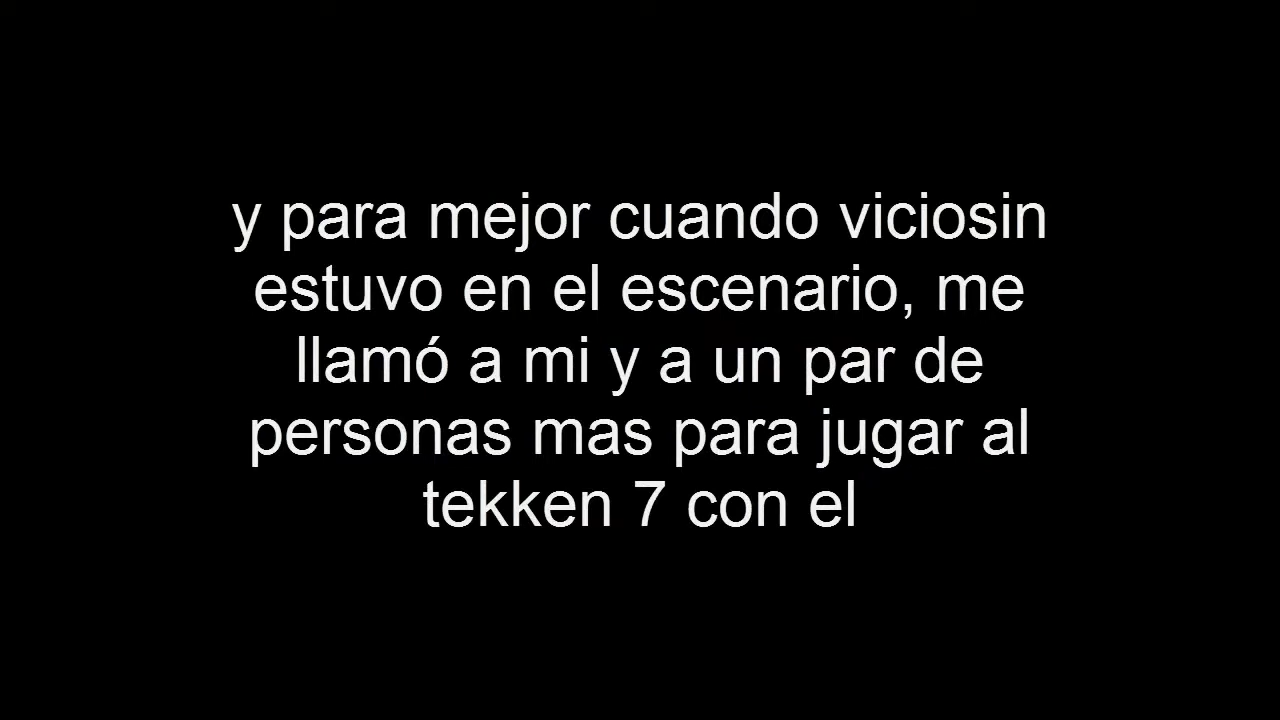 y para mejor cuando viciosin
estuvo en el escenario, me
llamó a mi y a un par de
personas mas para jugar al
tekken 7 con el